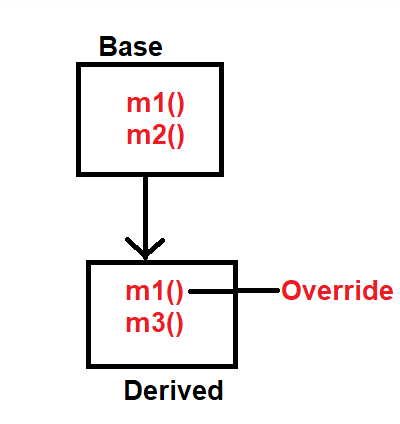 Base
m1()
m2()
m1()
Override
m3()
Derived